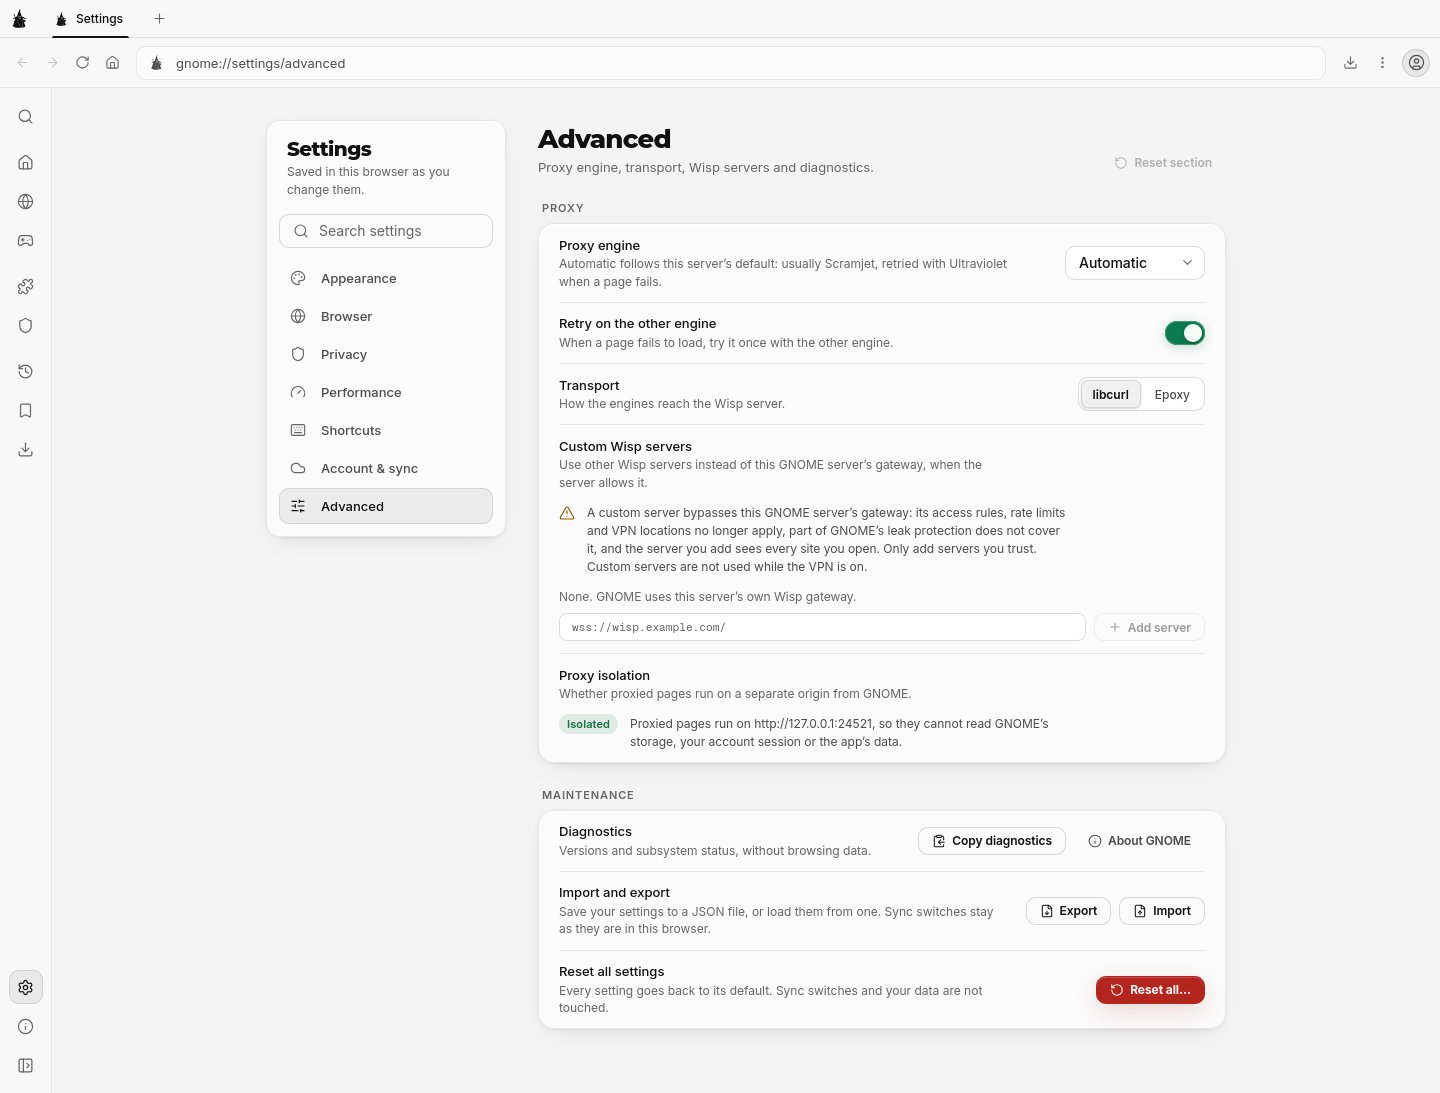 Settings
gnome://settings/advanced
Settings
Saved in this browser as you
change them.
Search settings
Appearance
Browser
Privacy
Performance
Shortcuts
Account & sync
Advanced
Advanced
Proxy engine, transport, Wisp servers and diagnostics.
Reset section
PROXY
Proxy engine
Automatic follows this server’s default: usually Scramjet, retried with Ultraviolet
when a page fails.
Automatic
Retry on the other engine
When a page fails to load, try it once with the other engine.
Transport
How the engines reach the Wisp server.
libcurl
Epoxy
Custom Wisp servers
Use other Wisp servers instead of this GNOME server’s gateway, when the
server allows it.
A custom server bypasses this GNOME server’s gateway: its access rules, rate limits
and VPN locations no longer apply, part of GNOME’s leak protection does not cover
it, and the server you add sees every site you open. Only add servers you trust.
Custom servers are not used while the VPN is on.
None. GNOME uses this server’s own Wisp gateway.
wss://wisp.example.com/
Add server
Proxy isolation
Whether proxied pages run on a separate origin from GNOME.
Isolated
Proxied pages run on http://127.0.0.1:24521, so they cannot read GNOME’s
storage, your account session or the app’s data.
MAINTENANCE
Diagnostics
Versions and subsystem status, without browsing data.
Copy diagnostics
About GNOME
Import and export
Save your settings to a JSON file, or load them from one. Sync switches stay
as they are in this browser.
Export
Import
Reset all settings
Every setting goes back to its default. Sync switches and your data are not
touched.
Reset all…